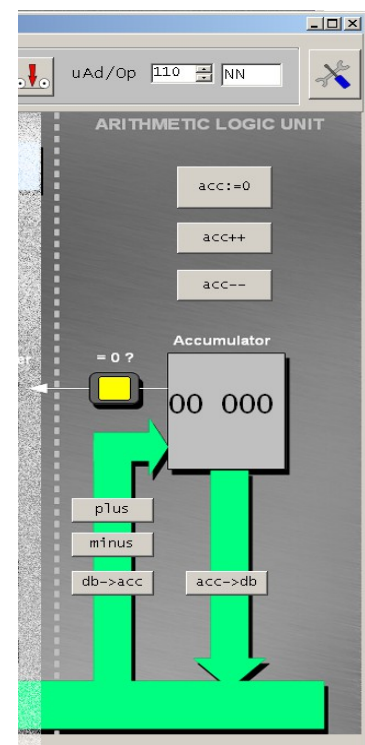 uAd/Op 110 NN
ARITHMETIC LOGIC UNIT
acc:=0
acc++
acc--
Accumulator
= 0 ?
00 000
plus
minus
db->acc
acc->db